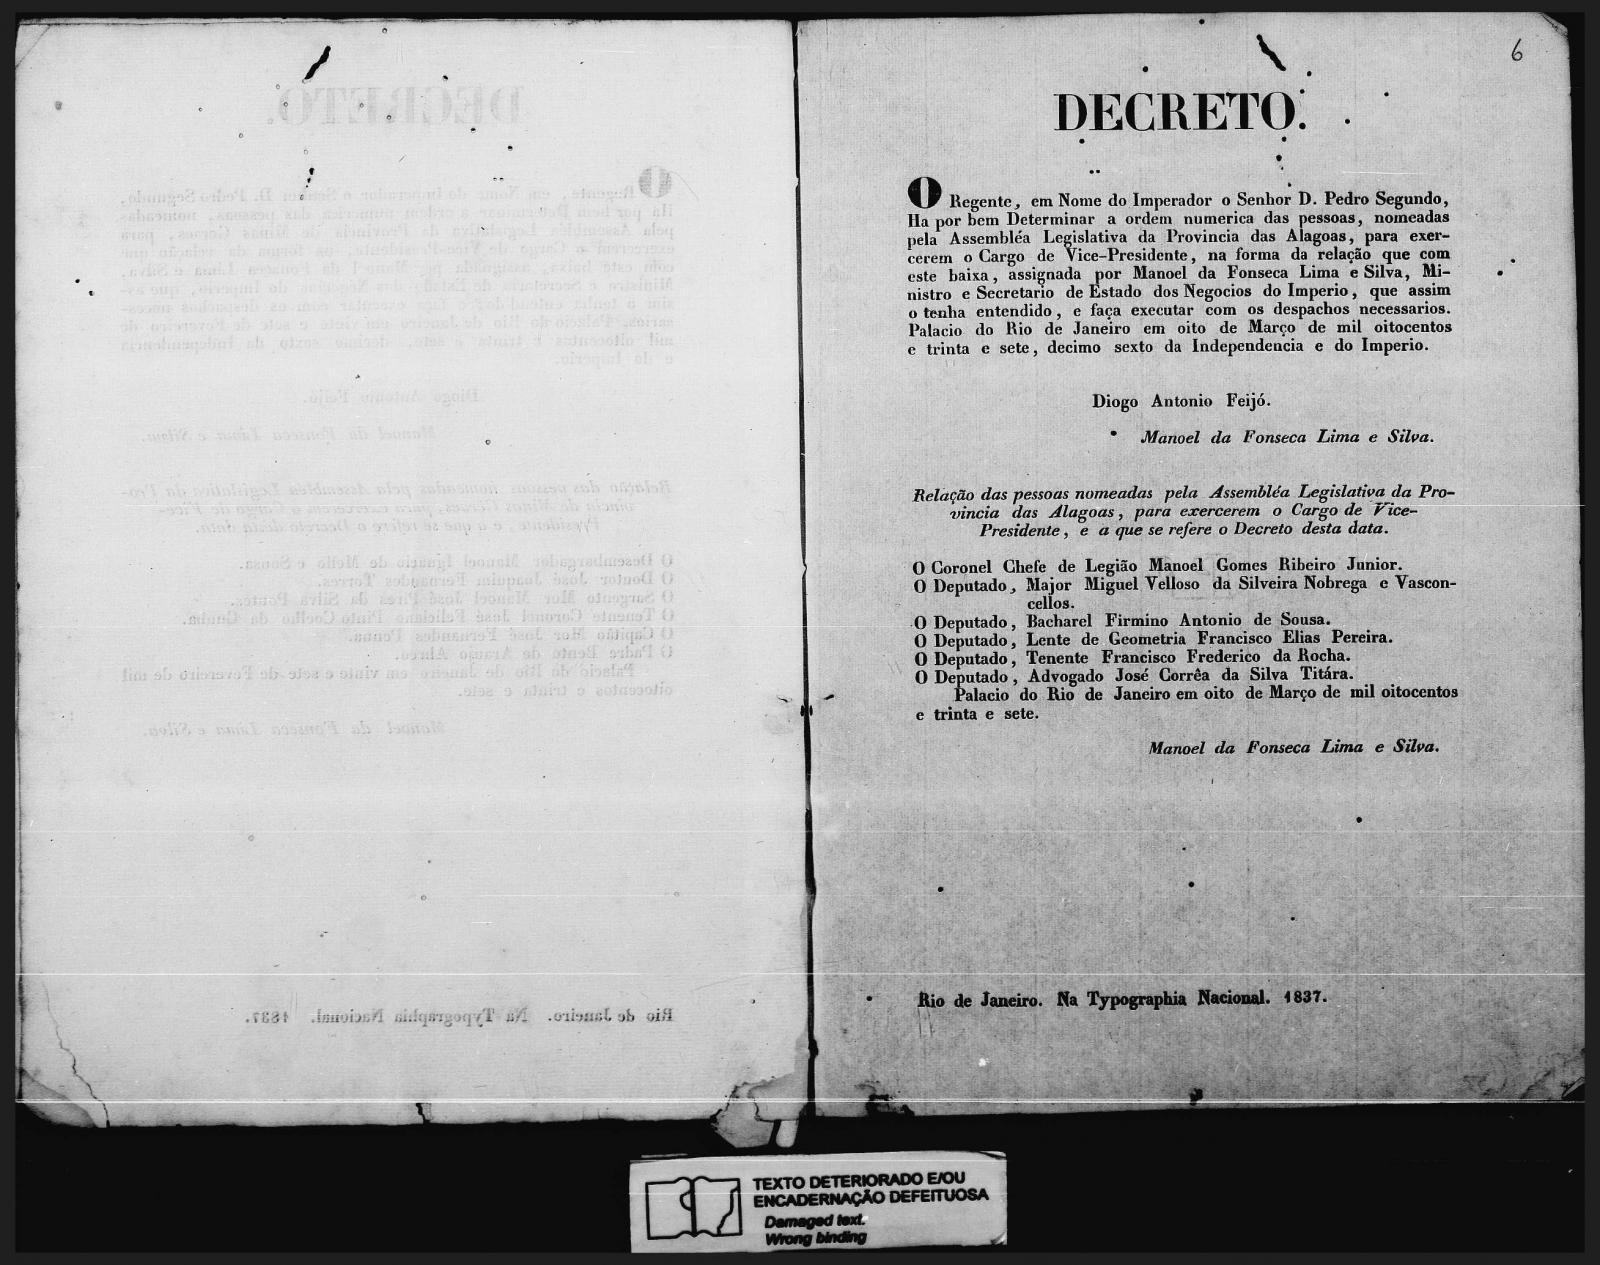 6
DECRETO.
O Regente, em Nome do Imperador o Senhor D. Pedro Segundo,
Ha por bem Determinar a ordem numerica das pessoas, nomeadas
pela Assembléa Legislativa da Provincia das Alagoas, para exer-
cerem o Cargo de Vice-Presidente, na forma da relação que com
este baixa, assignada por Manoel da Fonseca Lima e Silva, Mi-
nistro e Secretario de Estado dos Negocios do Imperio, que assim
o tenha entendido, e faça executar com os despachos necessarios.
Palacio do Rio de Janeiro em oito de Março de mil oitocentos
e trinta e sete, decimo sexto da Independencia e do Imperio.
Diogo Antonio Feijó.
Manoel da Fonseca Lima e Silva.
Relação das pessoas nomeadas pela Assembléa Legislativa da Pro-
vincia das Alagoas, para exercerem o Cargo de Vice-
Presidente, e a que se refere o Decreto desta data.
O Coronel Chefe de Legião Manoel Gomes Ribeiro Junior.
O Deputado, Major Miguel Velloso da Silveira Nobrega e Vascon-
cellos.
O Deputado, Bacharel Firmino Antonio de Sousa.
O Deputado, Lente de Geometria Francisco Elias Pereira.
O Deputado, Tenente Francisco Frederico da Rocha.
O Deputado, Advogado José Corrêa da Silva Titára.
Palacio do Rio de Janeiro em oito de Março de mil oitocentos
e trinta e sete.
Manoel da Fonseca Lima e Silva.
Rio de Janeiro. Na Typographia Nacional. 1837.
TEXTO DETERIORADO E/OU
ENCADERNAÇÃO DEFEITUOSA
Damaged text.
Wrong binding